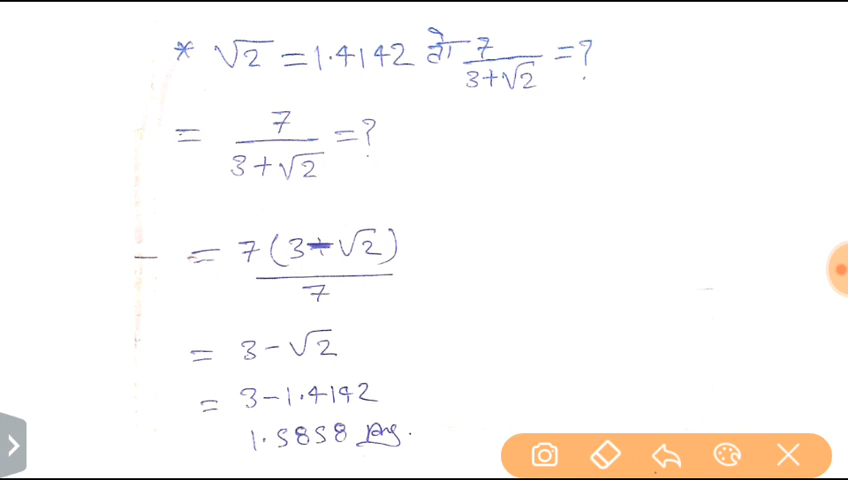 * √2 = 1.4142 तो 7/(3+√2) = ?
= 7/(3+√2) = ?
= 7(3-√2)/7
= 3-√2
= 3-1.4142
1.5858 Ans.